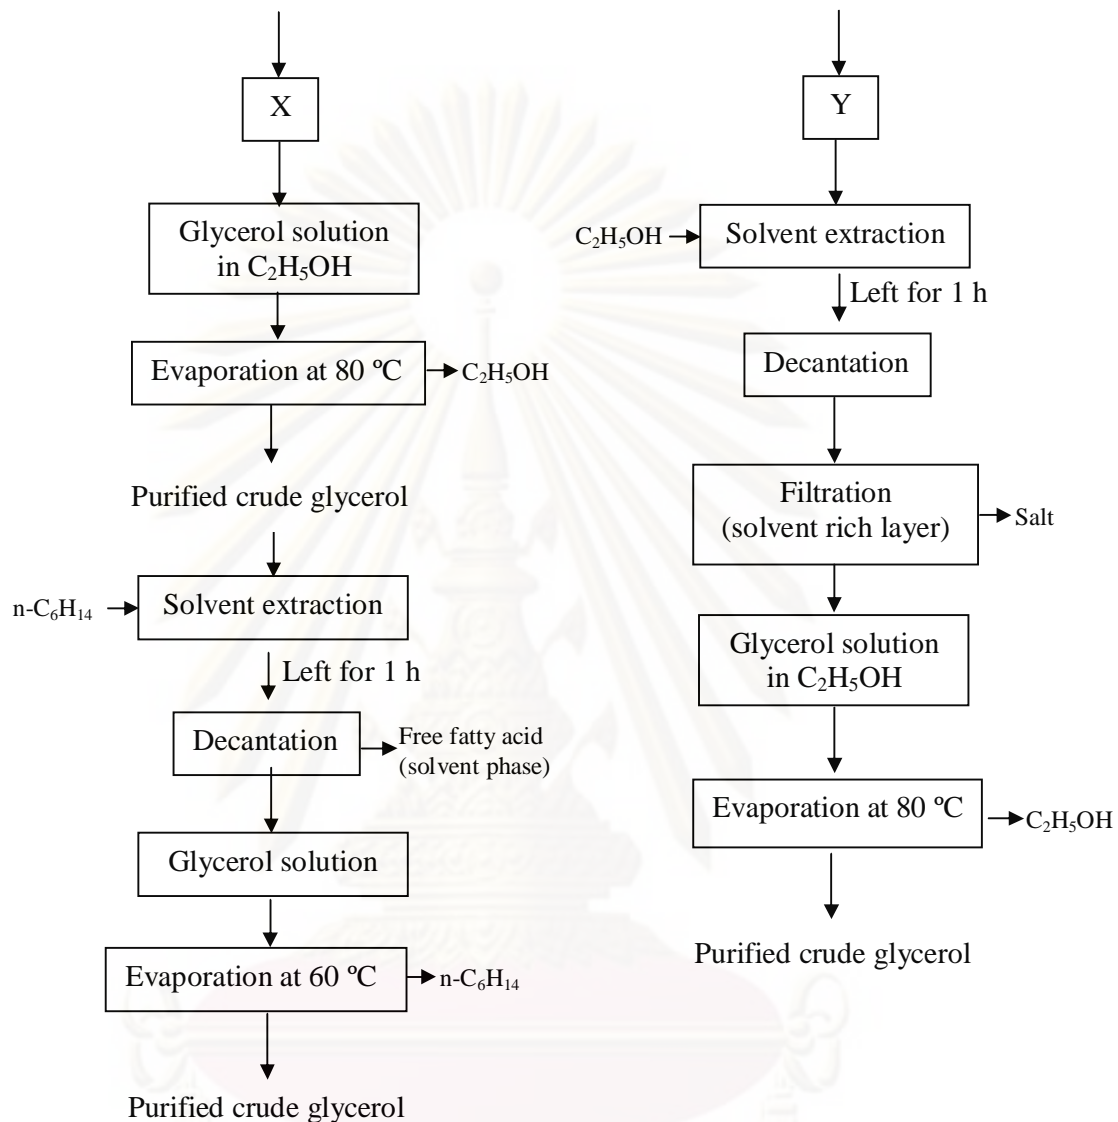 X
Glycerol solution
in C₂H₅OH
Evaporation at 80 ºC
C₂H₅OH
Purified crude glycerol
n-C₆H₁₄
Solvent extraction
Left for 1 h
Decantation
Free fatty acid
(solvent phase)
Glycerol solution
Evaporation at 60 ºC
n-C₆H₁₄
Purified crude glycerol
Y
C₂H₅OH
Solvent extraction
Left for 1 h
Decantation
Filtration
(solvent rich layer)
Salt
Glycerol solution
in C₂H₅OH
Evaporation at 80 ºC
C₂H₅OH
Purified crude glycerol